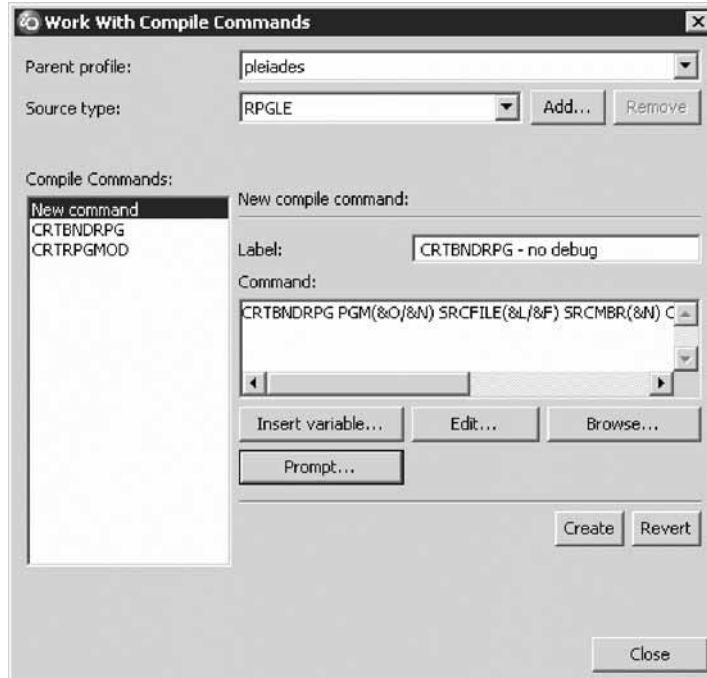 Work With Compile Commands
Parent profile: pleiades
Source type: RPGLE Add... Remove
Compile Commands:
New command
CRTBNDRPG
CRTRPGMOD
New compile command:
Label: CRTBNDRPG - no debug
Command:
CRTBNDRPG PGM(&O/&N) SRCFILE(&L/&F) SRCMBR(&N) C
Insert variable... Edit... Browse...
Prompt...
Create Revert
Close